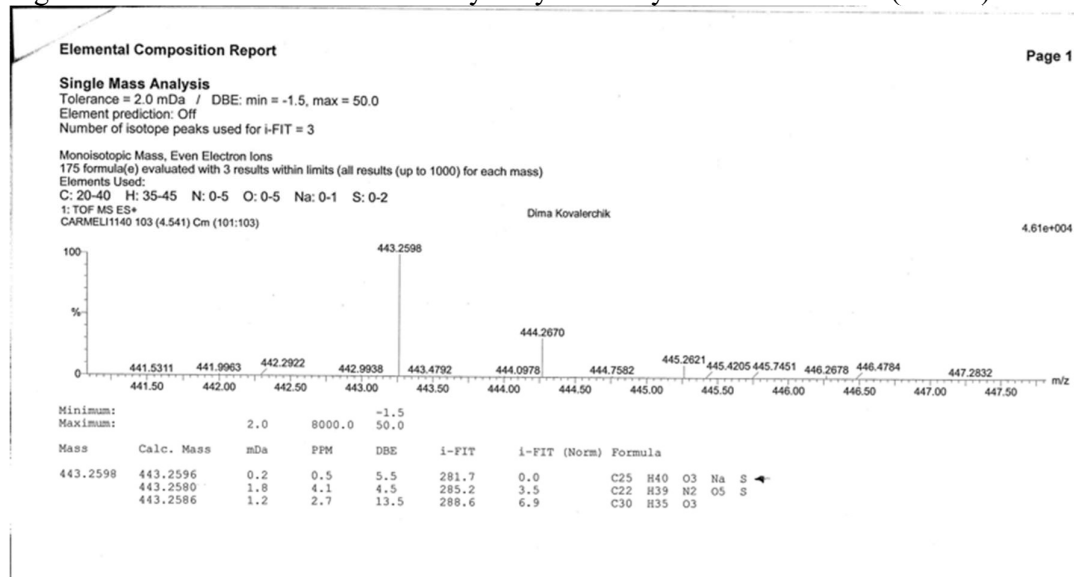 Elemental Composition Report
Page 1
Single Mass Analysis
Tolerance = 2.0 mDa / DBE: min = -1.5, max = 50.0
Element prediction: Off
Number of isotope peaks used for i-FIT = 3
Monoisotopic Mass, Even Electron Ions
175 formula(e) evaluated with 3 results within limits (all results (up to 1000) for each mass)
Elements Used:
C: 20-40 H: 35-45 N: 0-5 O: 0-5 Na: 0-1 S: 0-2
1: TOF MS ES+
Dima Kovalerchik
CARMELI1140 103 (4.541) Cm (101:103)
4.61e+004
100
443.2598
%
444.2670
0
441.5311 441.9963 442.2922 442.9938 443.4792 444.0978 444.7582 445.2621 445.4205 445.7451 446.2678 446.4784 447.2832
m/z
441.50 442.00 442.50 443.00 443.50 444.00 444.50 445.00 445.50 446.00 446.50 447.00 447.50
Minimum: -1.5
Maximum: 2.0 8000.0 50.0
Mass Calc. Mass mDa PPM DBE i-FIT i-FIT (Norm) Formula
443.2598 443.2596 0.2 0.5 5.5 281.7 0.0 C25 H40 O3 Na S
443.2580 1.8 4.1 4.5 285.2 3.5 C22 H39 N2 O5 S
443.2586 1.2 2.7 13.5 288.6 6.9 C30 H35 O3